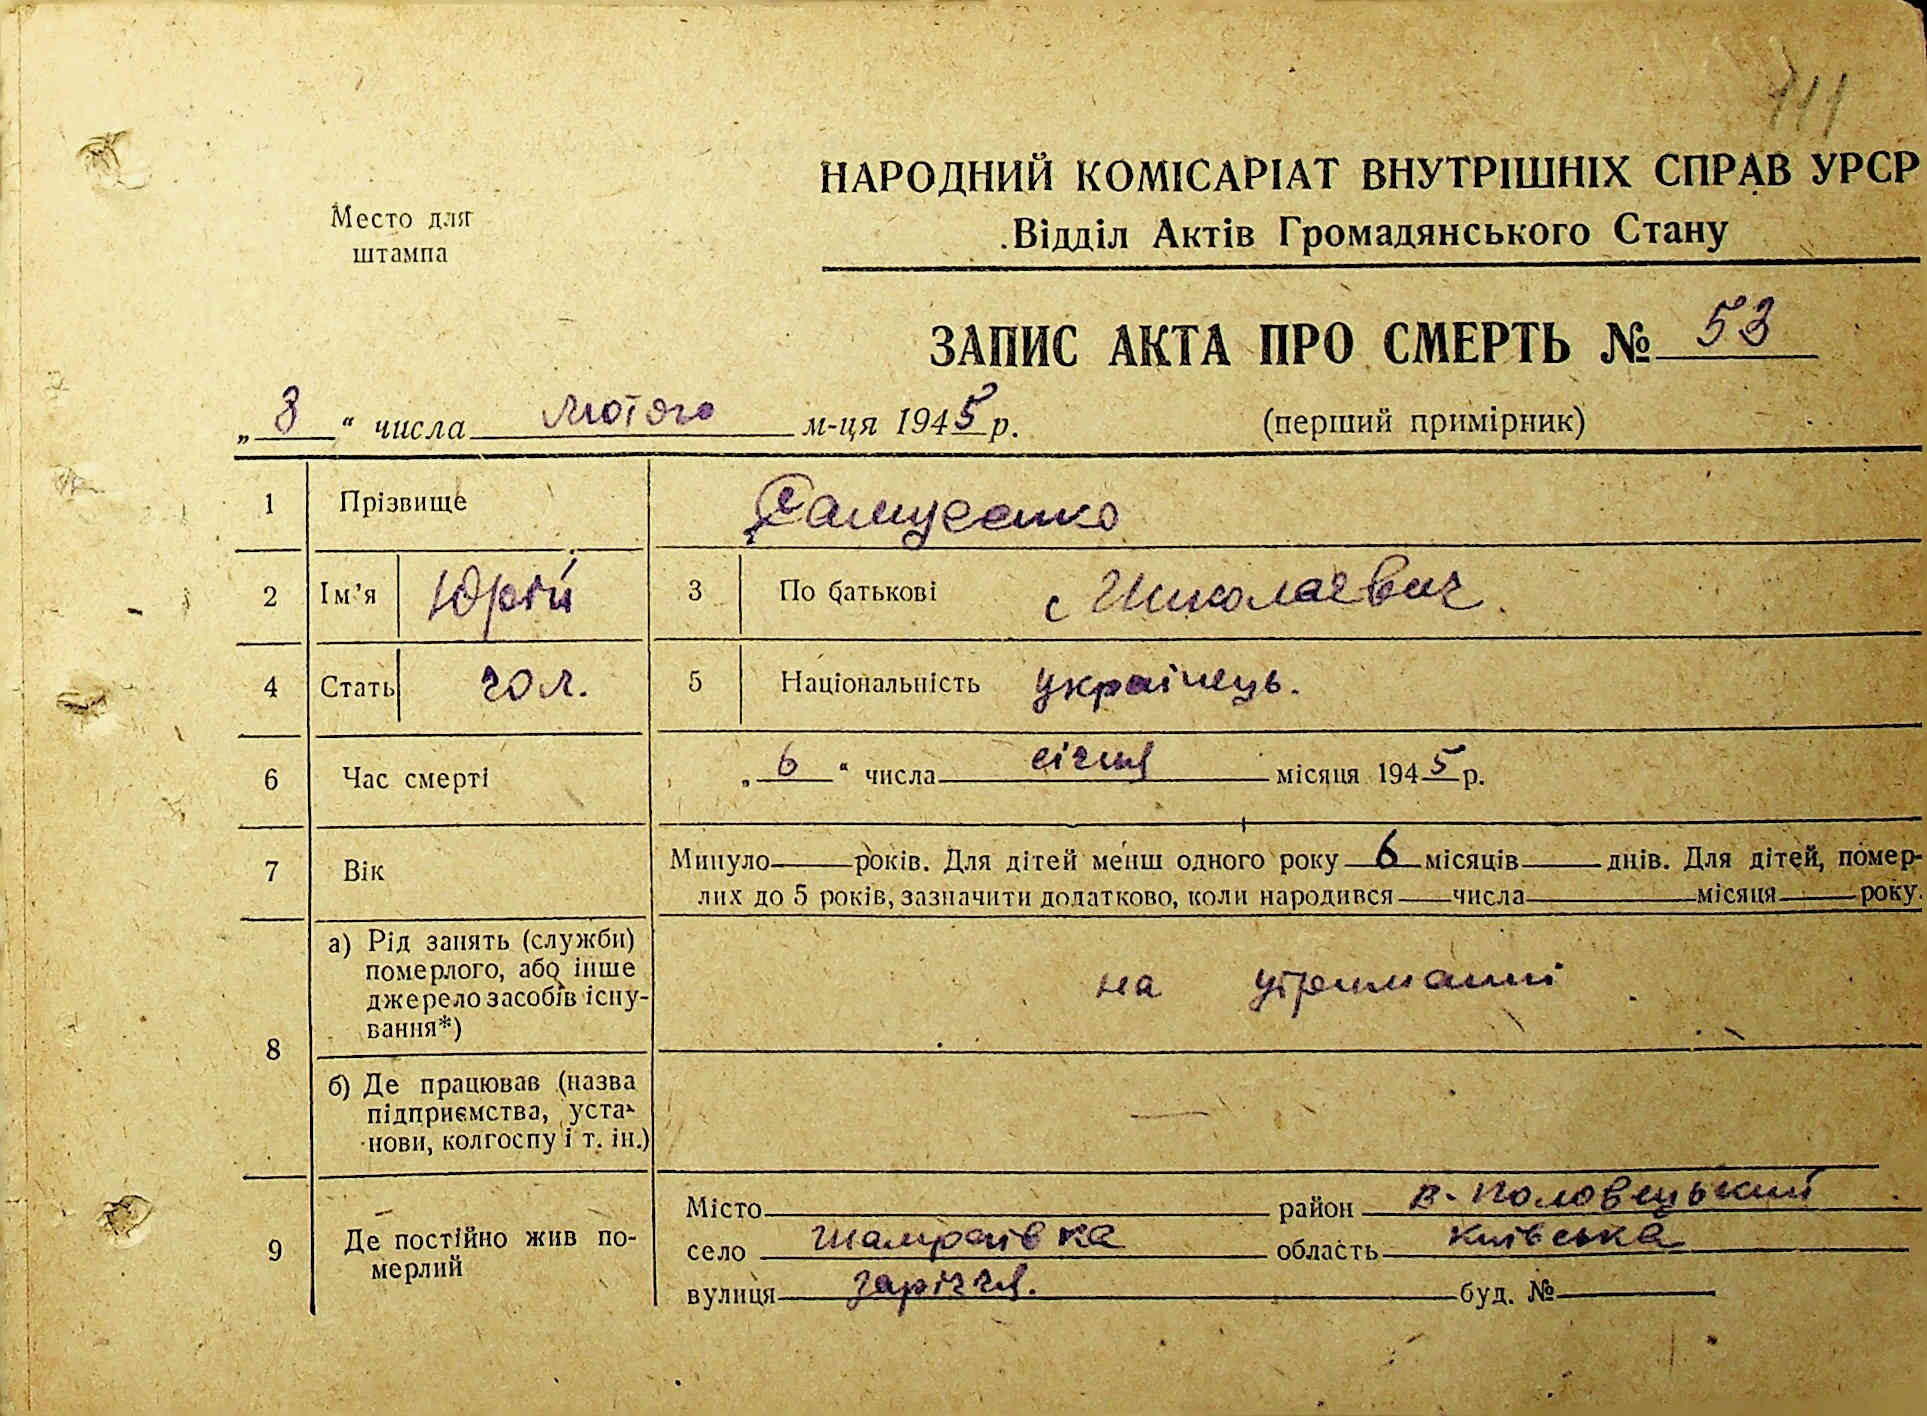 111
НАРОДНИЙ КОМІСАРІАТ ВНУТРІШНІХ СПРАВ УРСР
Место для штампа
Відділ Актів Громадянського Стану
ЗАПИС АКТА ПРО СМЕРТЬ № 53
„ 3 “ числа лютого м-ця 1945 р. (перший примірник)
1 Прізвище Самусенко
2 Ім’я Юрій 3 По батькові Николаевич.
4 Стать чол. 5 Національність українець.
6 Час смерті „ 6 “ числа січня місяця 1945 р.
7 Вік Минуло — років. Для дітей менш одного року 6 місяців — днів. Для дітей, помер-
лих до 5 років, зазначити додатково, коли народився — числа — місяця — року.
8 а) Рід занять (служби)
померлого, або інше
джерело засобів існу-
вання*) на утриманні
б) Де працював (назва
підприємства, уста-
нови, колгоспу і т. ін.) —
9 Де постійно жив по-
мерлий
Місто район В-Половецький
село Шамраївка область Київська
вулиця Заріччя. буд. №